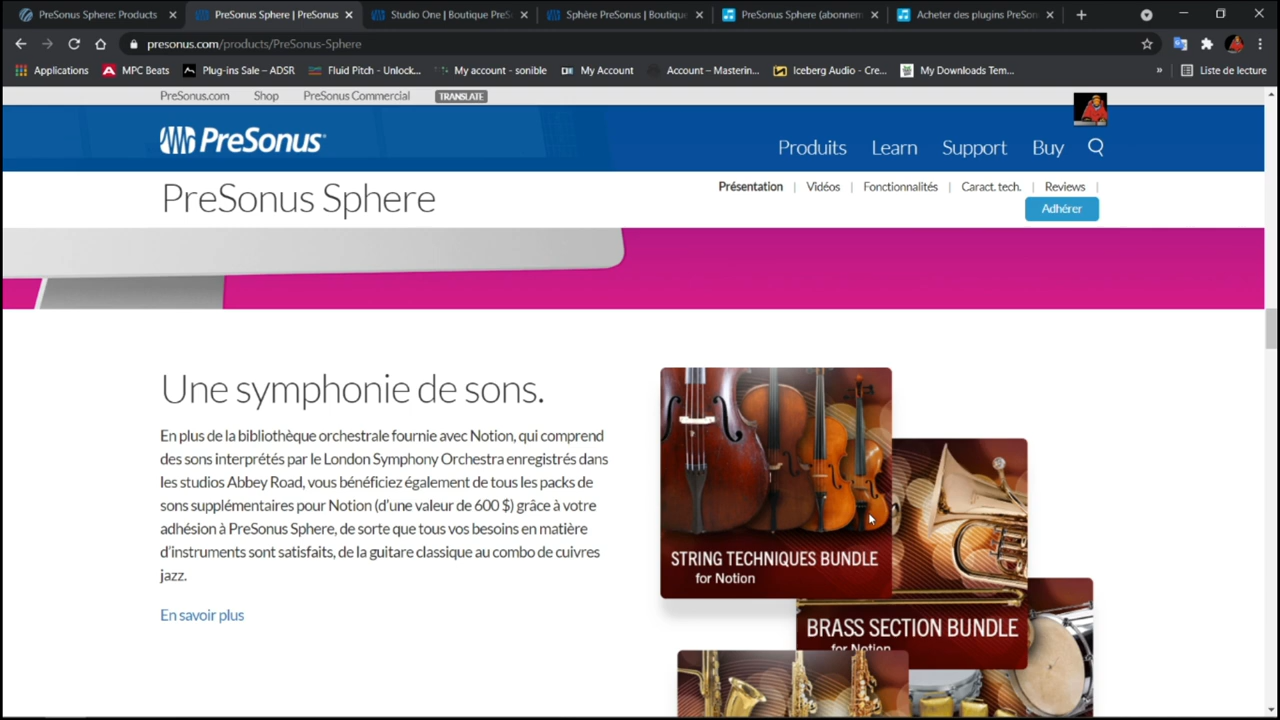 PreSonus Sphere: Products
PreSonus Sphere | PreSonus
Studio One | Boutique PreS
Sphère PreSonus | Boutiqu
PreSonus Sphere (abonnem
Acheter des plugins PreSon
presonus.com/products/PreSonus-Sphere
Applications
MPC Beats
Plug-ins Sale – ADSR
Fluid Pitch - Unlock...
My account - sonible
My Account
Account – Masterin...
Iceberg Audio - Cre...
My Downloads Tem...
»
Liste de lecture
PreSonus.com
Shop
PreSonus Commercial
TRANSLATE
PreSonus
Produits
Learn
Support
Buy
PreSonus Sphere
Présentation | Vidéos | Fonctionnalités | Caract. tech. | Reviews |
Adhérer
Une symphonie de sons.
En plus de la bibliothèque orchestrale fournie avec Notion, qui comprend
des sons interprétés par le London Symphony Orchestra enregistrés dans
les studios Abbey Road, vous bénéficiez également de tous les packs de
sons supplémentaires pour Notion (d'une valeur de 600 $) grâce à votre
adhésion à PreSonus Sphere, de sorte que tous vos besoins en matière
d'instruments sont satisfaits, de la guitare classique au combo de cuivres
jazz.
En savoir plus
STRING TECHNIQUES BUNDLE
for Notion
BRASS SECTION BUNDLE
for Notion